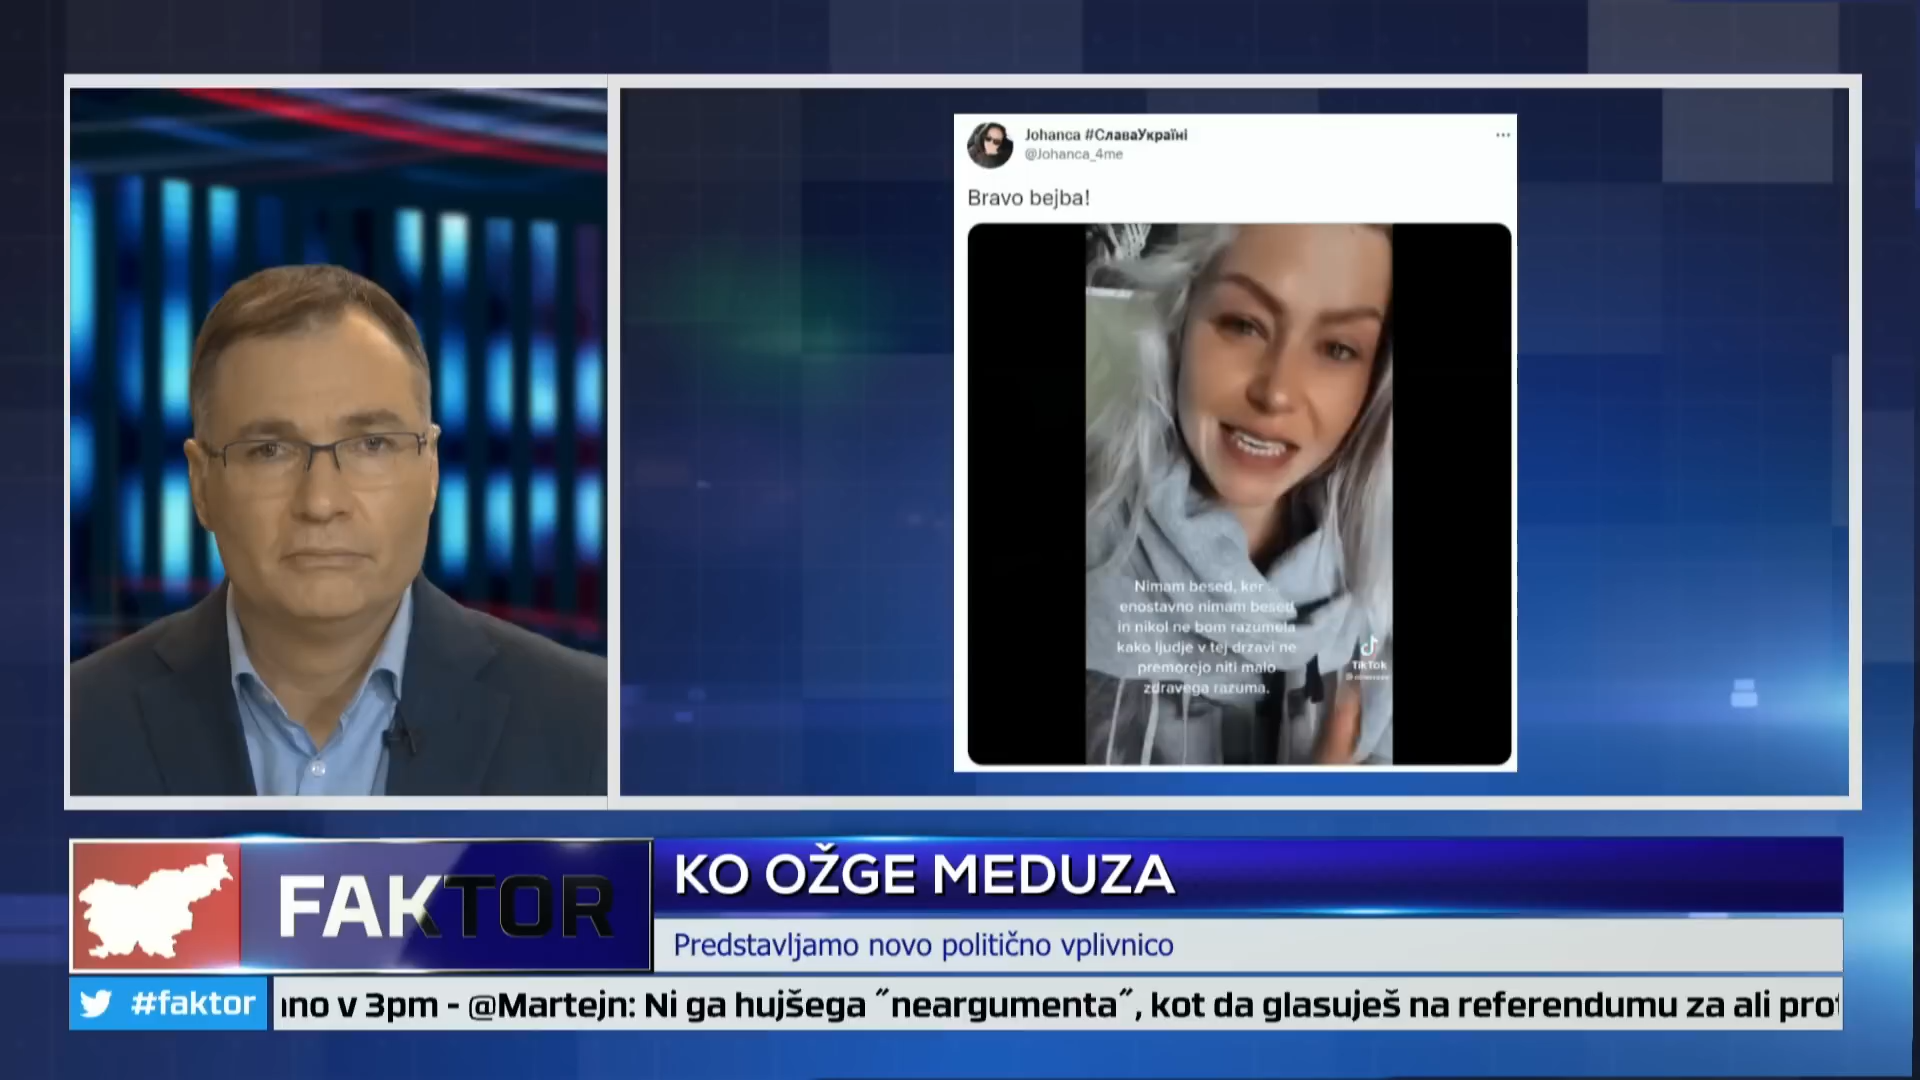 Johanca #СлаваУкраїні
@Johanca_4me
Bravo bejba!
Nimam besed, ker
enostavno nimam besed
in nikol ne bom razumela
kako ljudje v tej drzavi ne
premorejo niti malo
zdravega razuma.
TikTok
FAKTOR
KO OŽGE MEDUZA
Predstavljamo novo politično vplivnico
#faktor
ano v 3pm - @Martejn: Ni ga hujšega ˝neargumenta˝, kot da glasuješ na referendumu za ali pro